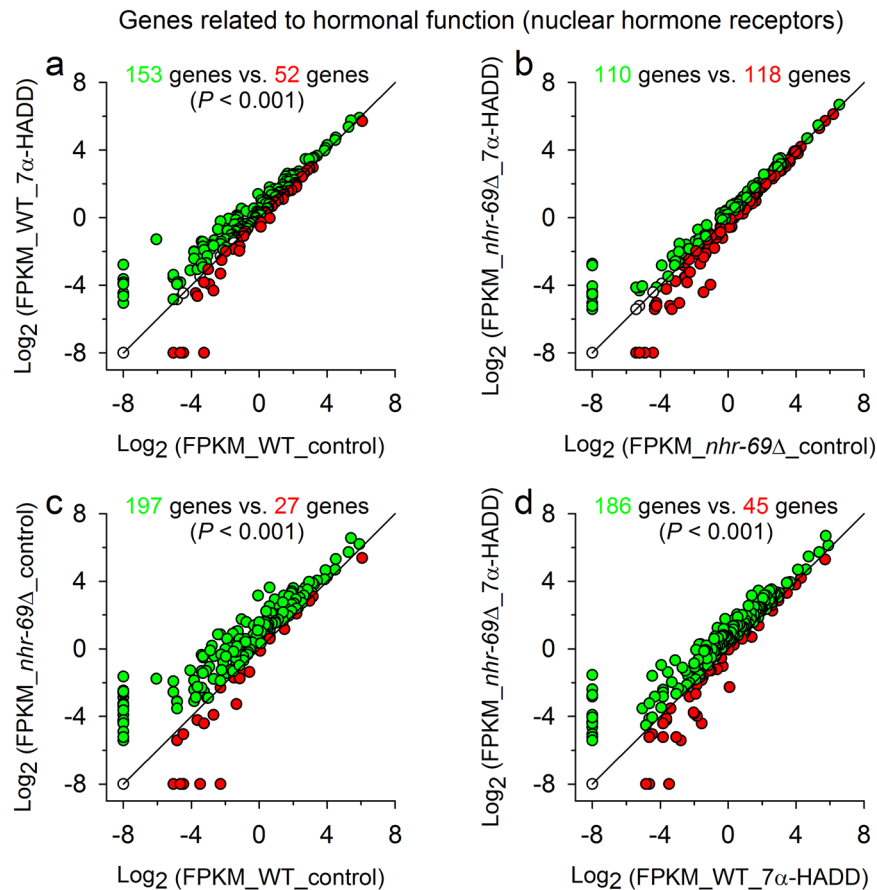 Genes related to hormonal function (nuclear hormone receptors)
a
153 genes vs. 52 genes
(P < 0.001)
Log2 (FPKM_WT_7α-HADD)
8
4
0
-4
-8
-8 -4 0 4 8
Log2 (FPKM_WT_control)
b
110 genes vs. 118 genes
Log2 (FPKM_nhr-69Δ_7α-HADD)
8
4
0
-4
-8
-8 -4 0 4 8
Log2 (FPKM_nhr-69Δ_control)
c
197 genes vs. 27 genes
(P < 0.001)
Log2 (FPKM_nhr-69Δ_control)
8
4
0
-4
-8
-8 -4 0 4 8
Log2 (FPKM_WT_control)
d
186 genes vs. 45 genes
(P < 0.001)
Log2 (FPKM_nhr-69Δ_7α-HADD)
8
4
0
-4
-8
-8 -4 0 4 8
Log2 (FPKM_WT_7α-HADD)